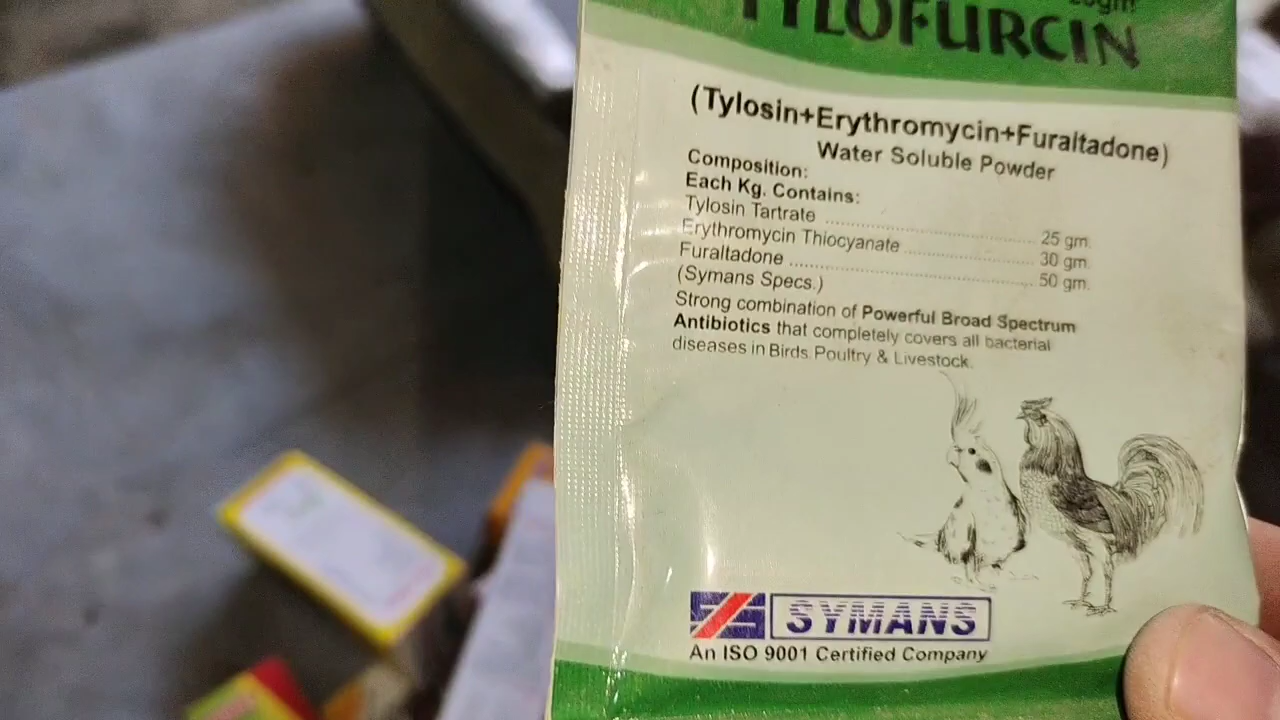 TYLOFURCIN
(Tylosin+Erythromycin+Furaltadone)
Water Soluble Powder
Composition:
Each Kg. Contains:
Tylosin Tartrate ........................ 25 gm.
Erythromycin Thiocyanate ........................ 30 gm.
Furaltadone ........................ 50 gm.
(Symans Specs.)
Strong combination of Powerful Broad Spectrum
Antibiotics that completely covers all bacterial
diseases in Birds, Poultry & Livestock.
SYMANS
An ISO 9001 Certified Company